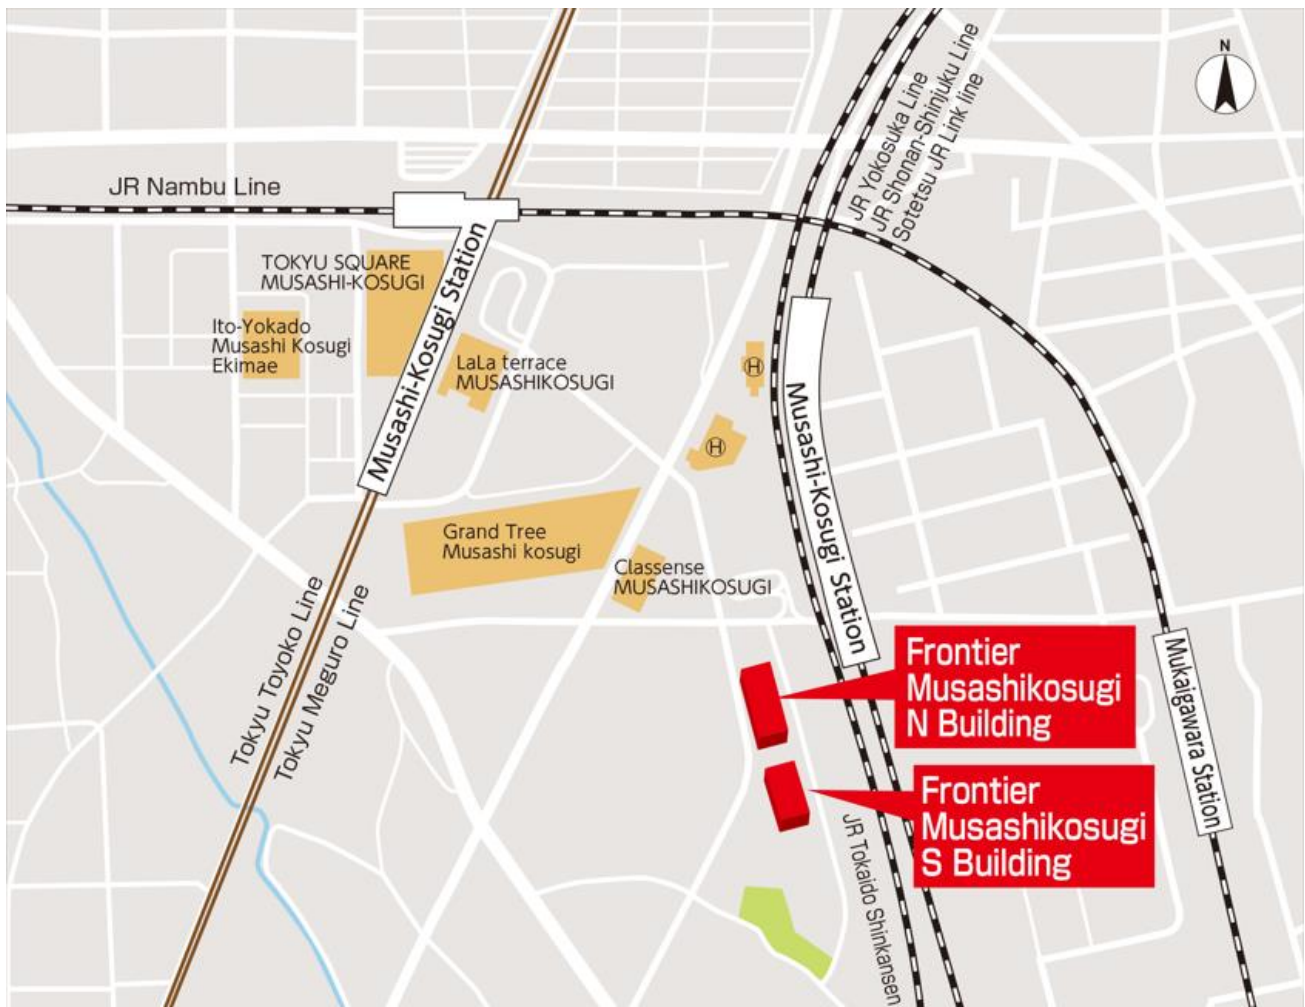 N
JR Yokosuka Line
JR Shonan-Shinjuku Line
Sotetsu JR Link line
JR Nambu Line
TOKYU SQUARE
MUSASHI-KOSUGI
Musashi-Kosugi Station
Ito-Yokado
Musashi Kosugi
Ekimae
LaLa terrace
MUSASHIKOSUGI
H
H
Musashi-Kosugi Station
Grand Tree
Musashi kosugi
Classense
MUSASHIKOSUGI
Tokyu Toyoko Line
Tokyu Meguro Line
Frontier
Musashikosugi
N Building
Mukaigawara Station
Frontier
Musashikosugi
S Building
JR Tokaido Shinkansen